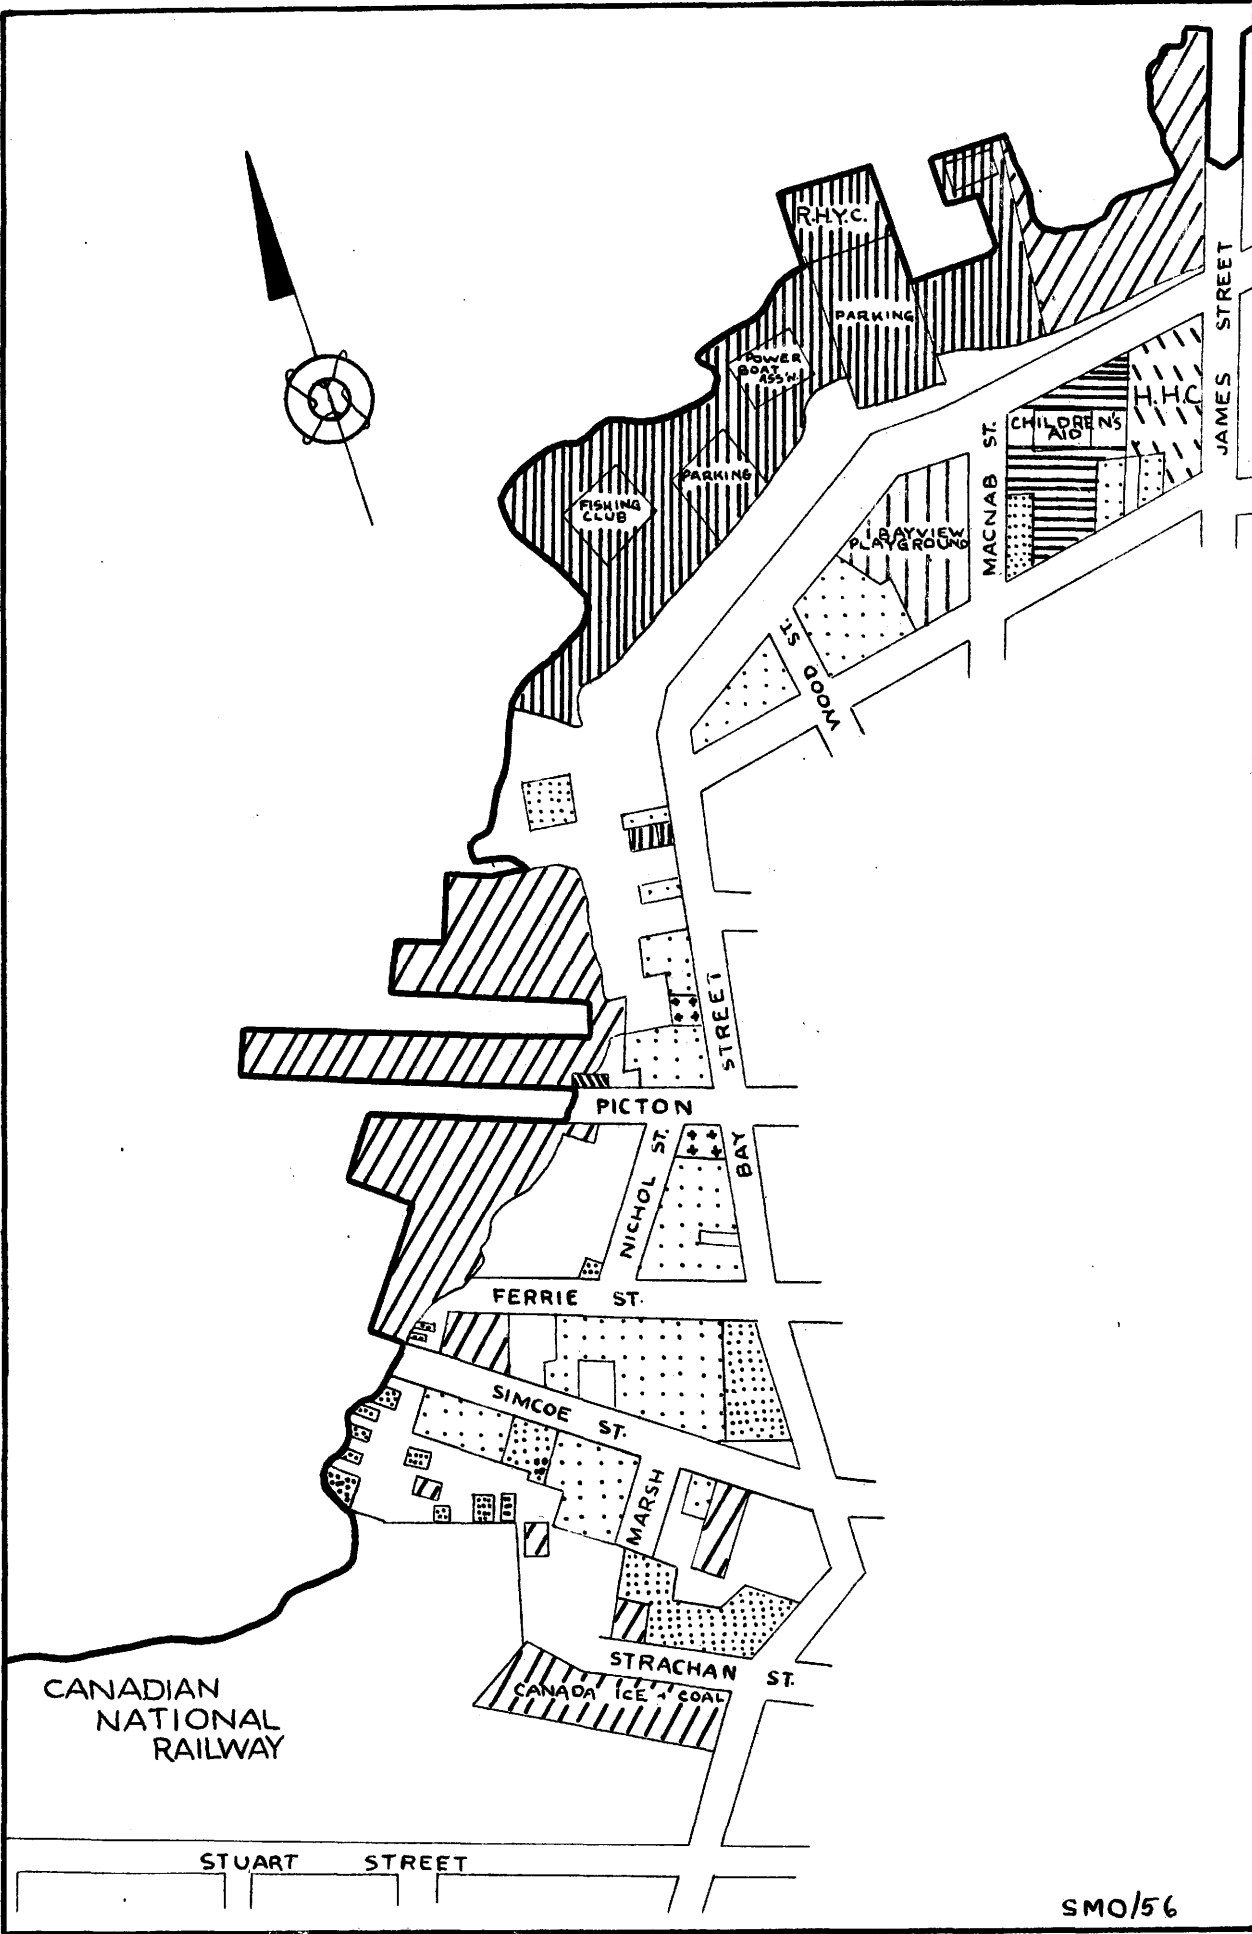 R.H.Y.C.
PARKING
POWER
BOAT
ASS'N.
H.H.C
JAMES STREET
CHILDREN'S
AID
MACNAB ST.
PARKING
FISHING
CLUB
BAYVIEW
PLAYGROUND
WOOD ST.
BAY STREET
PICTON
NICHOL ST.
FERRIE ST.
SIMCOE ST.
MARSH
STRACHAN ST.
CANADA ICE & COAL
CANADIAN
NATIONAL
RAILWAY
STUART STREET
SMO/56